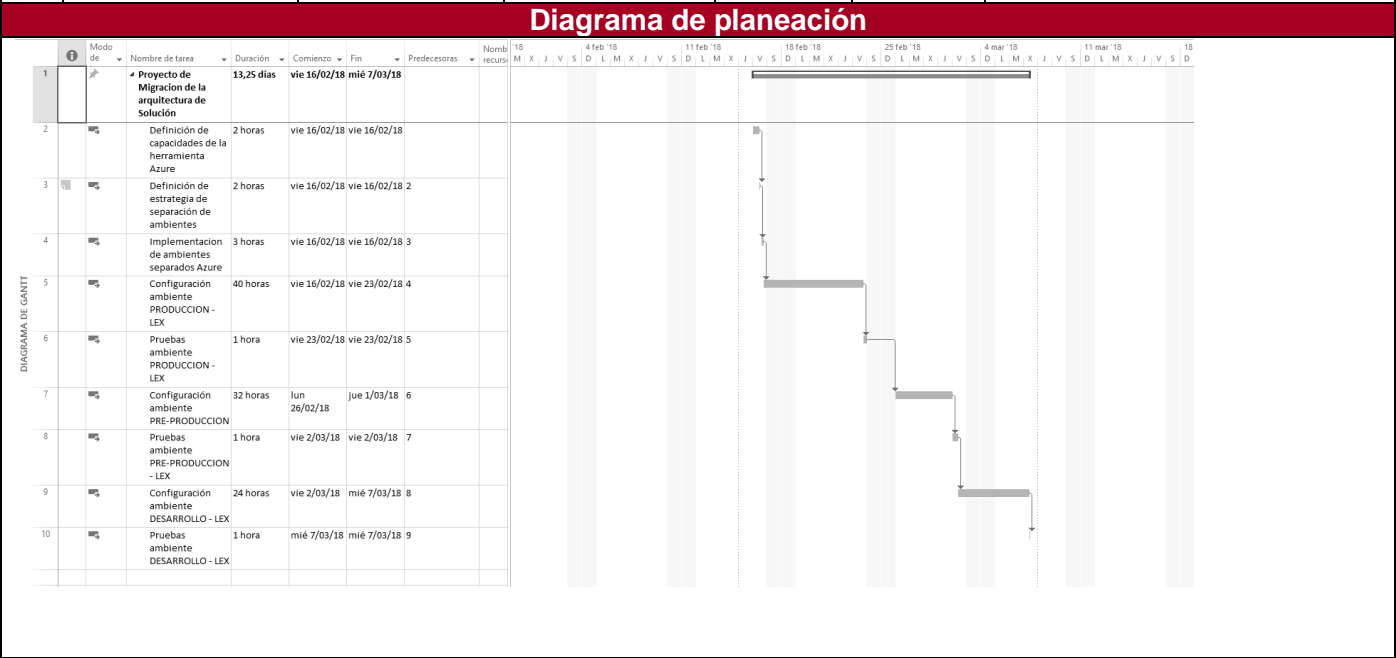 Diagrama de planeación
Modo de
Nombre de tarea
Duración
Comienzo
Fin
Predecesoras
Nomb
recurs
'18
4 feb '18
11 feb '18
18 feb '18
25 feb '18
4 mar '18
11 mar '18
18
M X J V S D L M X J V S D L M X J V S D L M X J V S D L M X J V S D L M X J V S D L M X J V S D
DIAGRAMA DE GANTT
1
Proyecto de
Migracion de la
arquitectura de
Solución
13,25 días
vie 16/02/18
mié 7/03/18
2
Definición de
capacidades de la
herramienta
Azure
2 horas
vie 16/02/18
vie 16/02/18
3
Definición de
estrategia de
separación de
ambientes
2 horas
vie 16/02/18
vie 16/02/18
2
4
Implementacion
de ambientes
separados Azure
3 horas
vie 16/02/18
vie 16/02/18
3
5
Configuración
ambiente
PRODUCCION -
LEX
40 horas
vie 16/02/18
vie 23/02/18
4
6
Pruebas
ambiente
PRODUCCION -
LEX
1 hora
vie 23/02/18
vie 23/02/18
5
7
Configuración
ambiente
PRE-PRODUCCION
32 horas
lun
26/02/18
jue 1/03/18
6
8
Pruebas
ambiente
PRE-PRODUCCION
- LEX
1 hora
vie 2/03/18
vie 2/03/18
7
9
Configuración
ambiente
DESARROLLO - LEX
24 horas
vie 2/03/18
mié 7/03/18
8
10
Pruebas
ambiente
DESARROLLO - LEX
1 hora
mié 7/03/18
mié 7/03/18
9